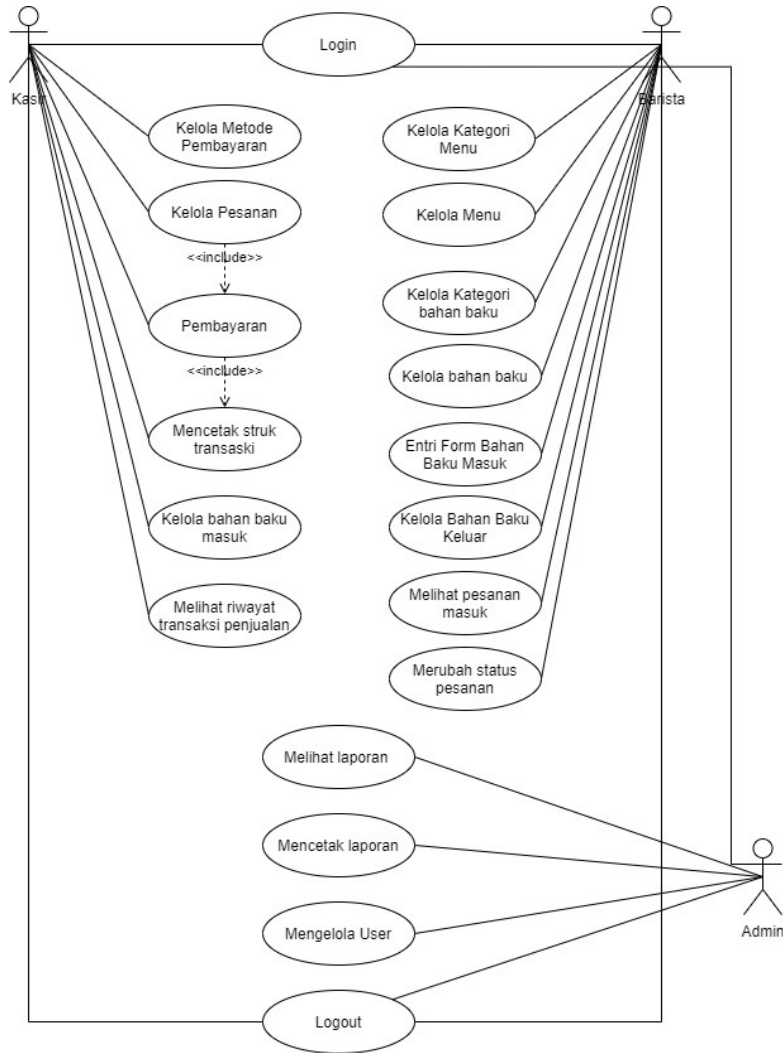 Login
Kasir
Barista
Kelola Metode
Pembayaran
Kelola Kategori
Menu
Kelola Pesanan
Kelola Menu
<<include>>
Kelola Kategori
bahan baku
Pembayaran
<<include>>
Kelola bahan baku
Mencetak struk
transaski
Entri Form Bahan
Baku Masuk
Kelola bahan baku
masuk
Kelola Bahan Baku
Keluar
Melihat riwayat
transaksi penjualan
Melihat pesanan
masuk
Merubah status
pesanan
Melihat laporan
Mencetak laporan
Mengelola User
Admin
Logout